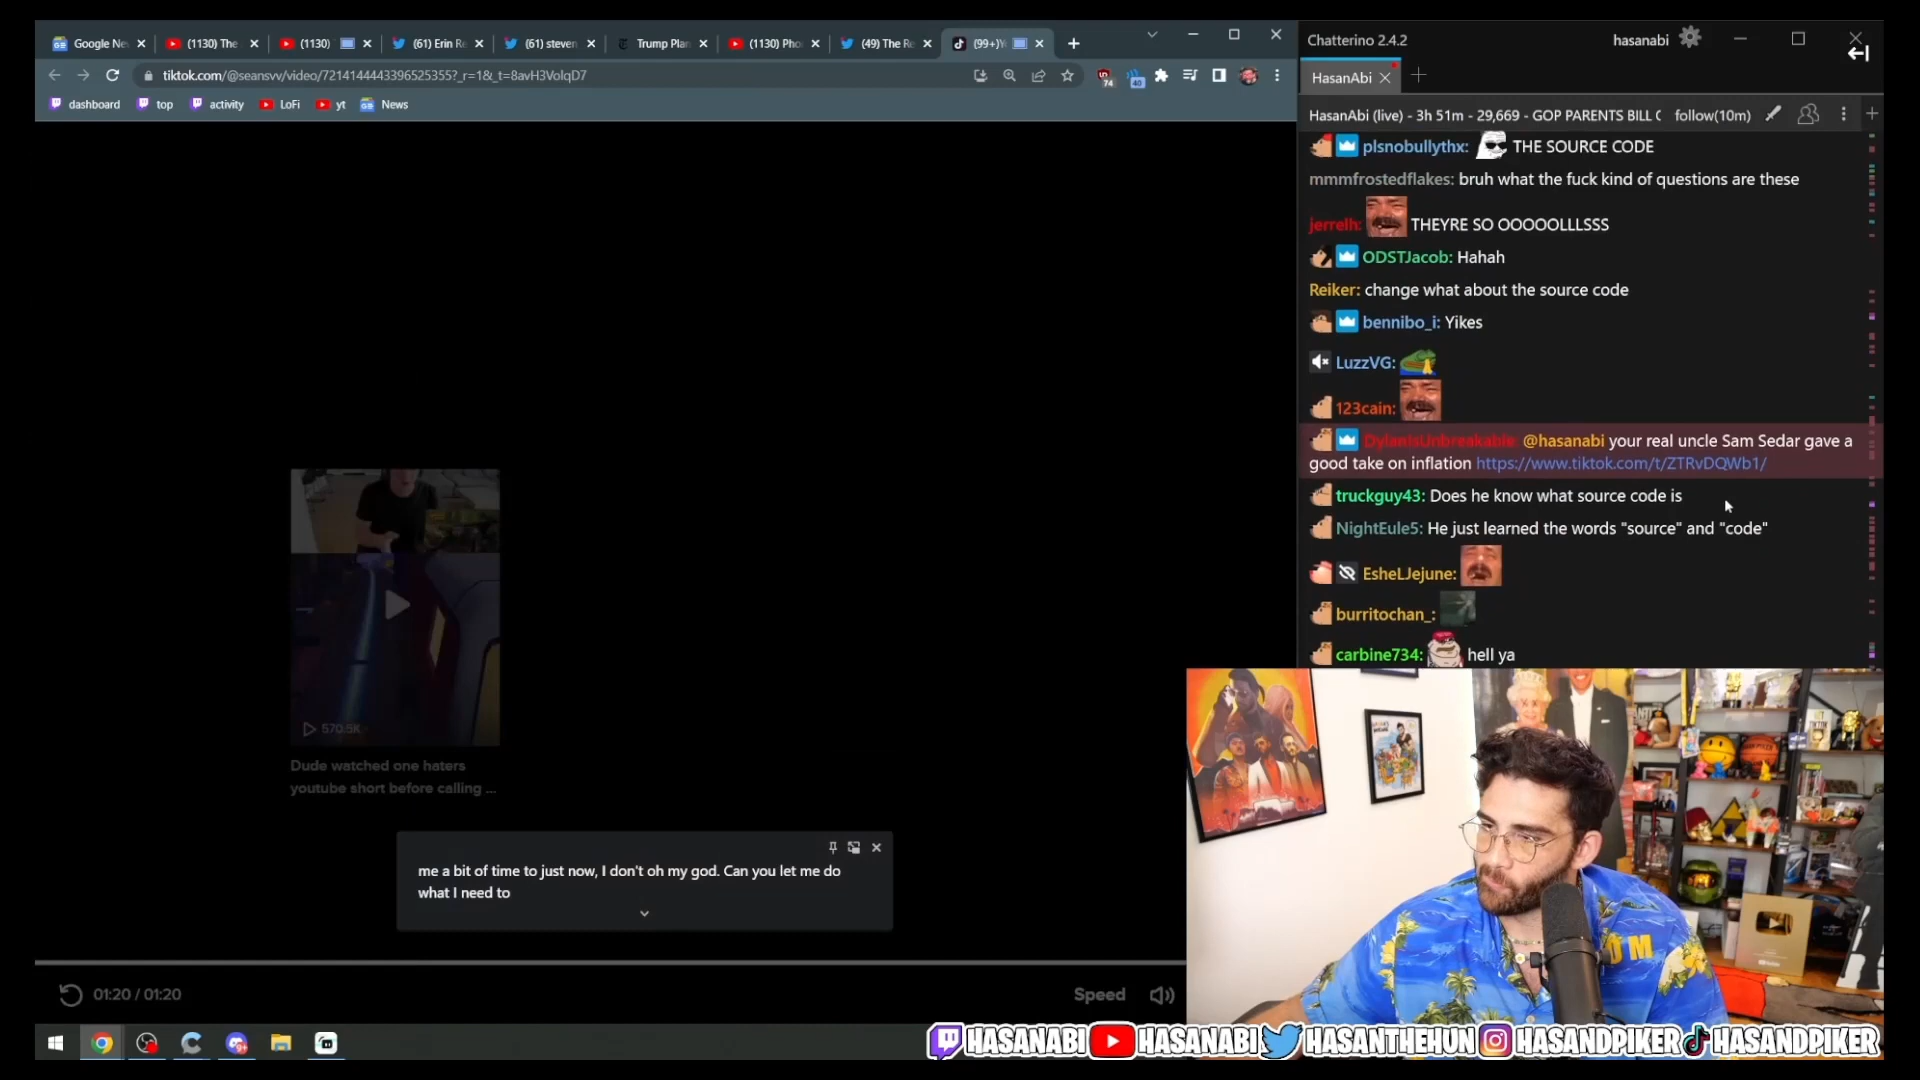 Google Ne
(1130) The
(1130)
(61) Erin Re
(61) steven
Trump Plan
(1130) Pho
(49) The Re
(99+)
tiktok.com/@seansvv/video/7214144443396525355?_r=1&_t=8avH3VolqD7
74
40
dashboard
top
activity
LoFi
yt
News
570.5K
Dude watched one haters
youtube short before calling ...
me a bit of time to just now, I don't oh my god. Can you let me do
what I need to
01:20 / 01:20
Speed
Chatterino 2.4.2
hasanabi
HasanAbi
HasanAbi (live) - 3h 51m - 29,669 - GOP PARENTS BILL
follow(10m)
plsnobullythx: THE SOURCE CODE
mmmfrostedflakes: bruh what the fuck kind of questions are these
jerrelh: THEYRE SO OOOOOLLLSSS
ODSTJacob: Hahah
Reiker: change what about the source code
bennibo_i: Yikes
LuzzVG:
123cain:
DylanIsUnbreakable: @hasanabi your real uncle Sam Sedar gave a
good take on inflation https://www.tiktok.com/t/ZTRvDQWb1/
truckguy43: Does he know what source code is
NightEule5: He just learned the words "source" and "code"
EsheLJejune:
burritochan_:
carbine734: hell ya
HASANABI HASANABI HASANTHEHUN HASANDPIKER HASANDPIKER